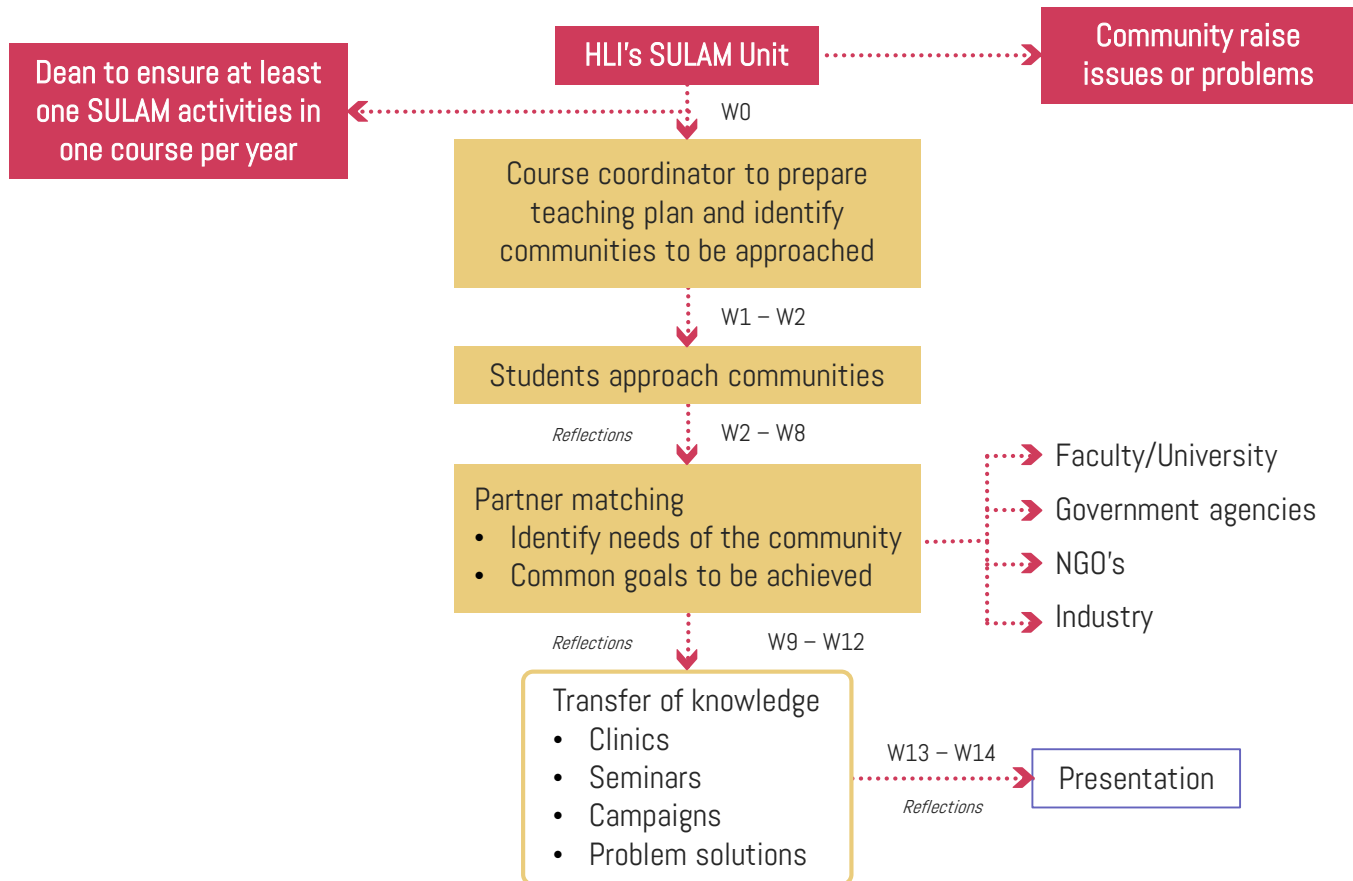 HLI's SULAM Unit
Community raise
issues or problems
Dean to ensure at least
one SULAM activities in
one course per year
W0
Course coordinator to prepare
teaching plan and identify
communities to be approached
W1 – W2
Students approach communities
Reflections
W2 – W8
Partner matching
• Identify needs of the community
• Common goals to be achieved
Faculty/University
Government agencies
NGO's
Industry
Reflections
W9 – W12
Transfer of knowledge
• Clinics
• Seminars
• Campaigns
• Problem solutions
W13 – W14
Reflections
Presentation